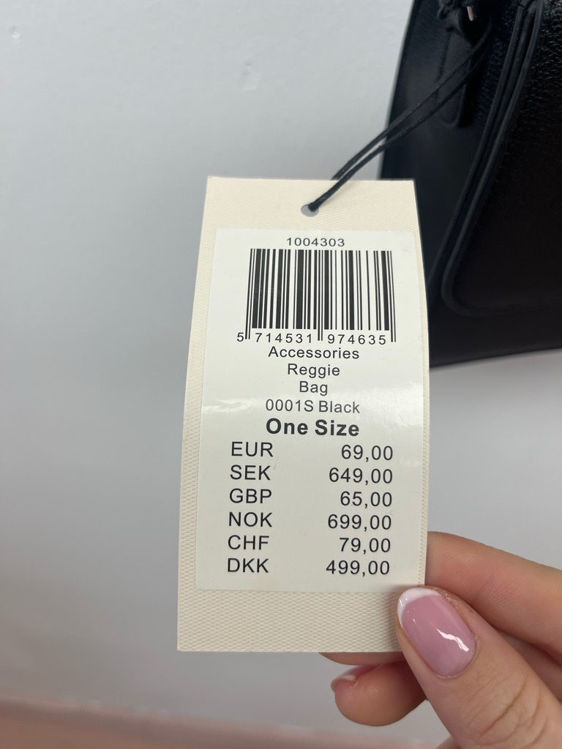 1004303
5 714531 974635
Accessories
Reggie
Bag
0001S Black
One Size
EUR 69,00
SEK 649,00
GBP 65,00
NOK 699,00
CHF 79,00
DKK 499,00